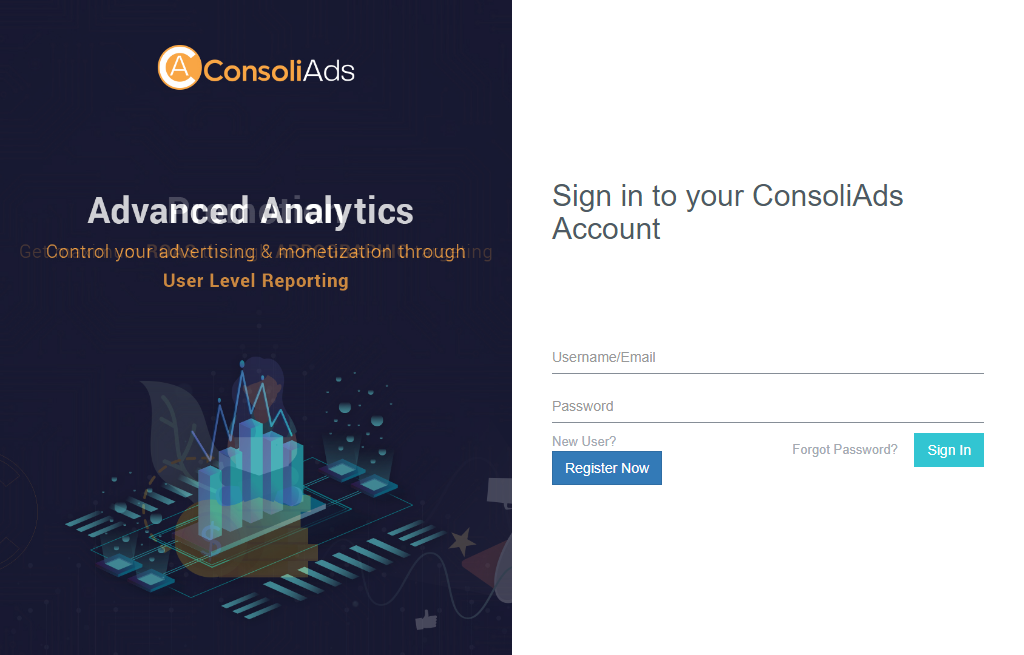 ConsoliAds
Advanced Analytics
Control your advertising & monetization through
User Level Reporting
Sign in to your ConsoliAds
Account
Username/Email
Password
New User?
Forgot Password?
Sign In
Register Now